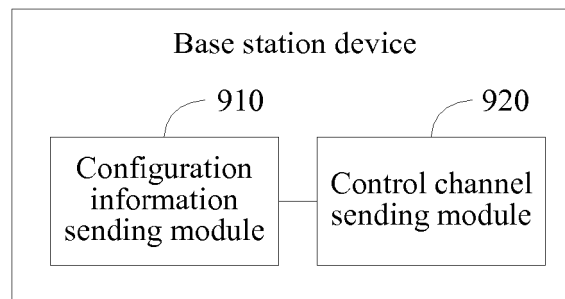 Base station device
910
920
Configuration
information
sending module
Control channel
sending module